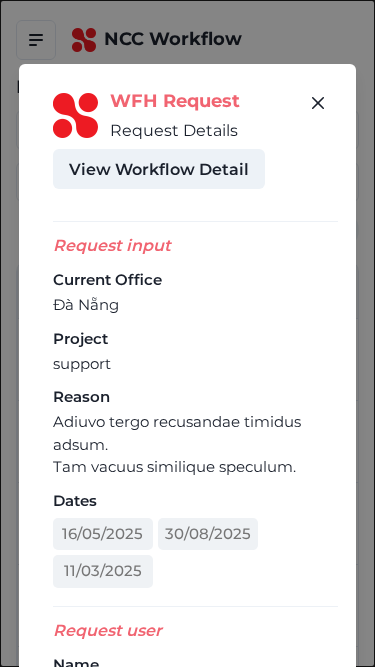 NCC Workflow
WFH Request
Request Details
View Workflow Detail
Request input
Current Office
Đà Nẵng
Project
support
Reason
Adiuvo tergo recusandae timidus
adsum.
Tam vacuus similique speculum.
Dates
16/05/2025 30/08/2025
11/03/2025
Request user
Name